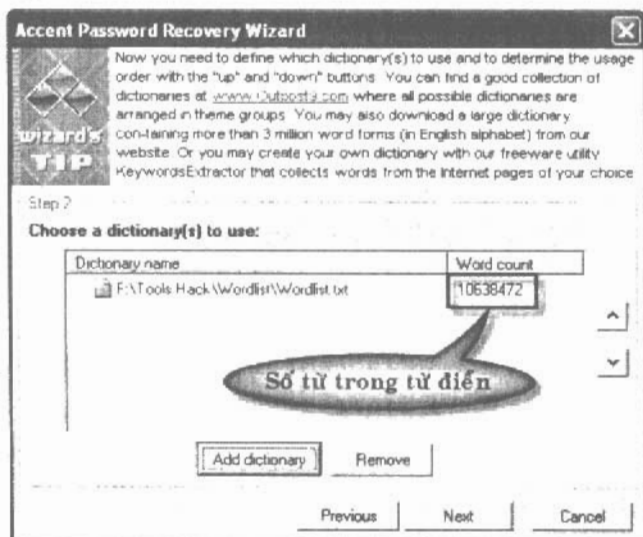 Accent Password Recovery Wizard
Now you need to define which dictionary(s) to use and to determine the usage
order with the "up" and "down" buttons. You can find a good collection of
dictionaries at www.Outpost9.com where all possible dictionaries are
arranged in theme groups. You may also download a large dictionary
con-taining more than 3 million word forms (in English alphabet) from our
website. Or you may create your own dictionary with our freeware utility
KeywordsExtractor that collects words from the Internet pages of your choice
wizard's
TIP
Step 2
Choose a dictionary(s) to use:
Dictionary name Word count
F:\Tools Hack\Wordlist\Wordlist.txt 10638472
Số từ trong từ điển
Add dictionary Remove
Previous Next Cancel